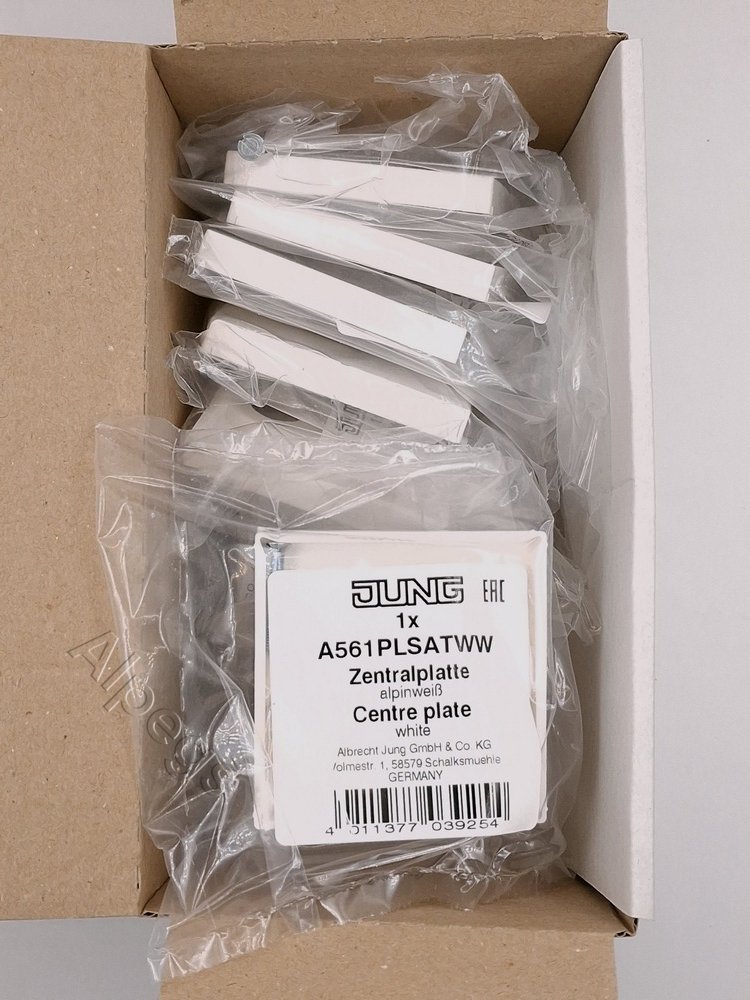 JUNG
JUNG EAC
1x
A561PLSATWW
Zentralplatte
alpinweiß
Centre plate
white
Albrecht Jung GmbH & Co. KG
Volmestr. 1, 58579 Schalksmuehle
GERMANY
4 011377 039254